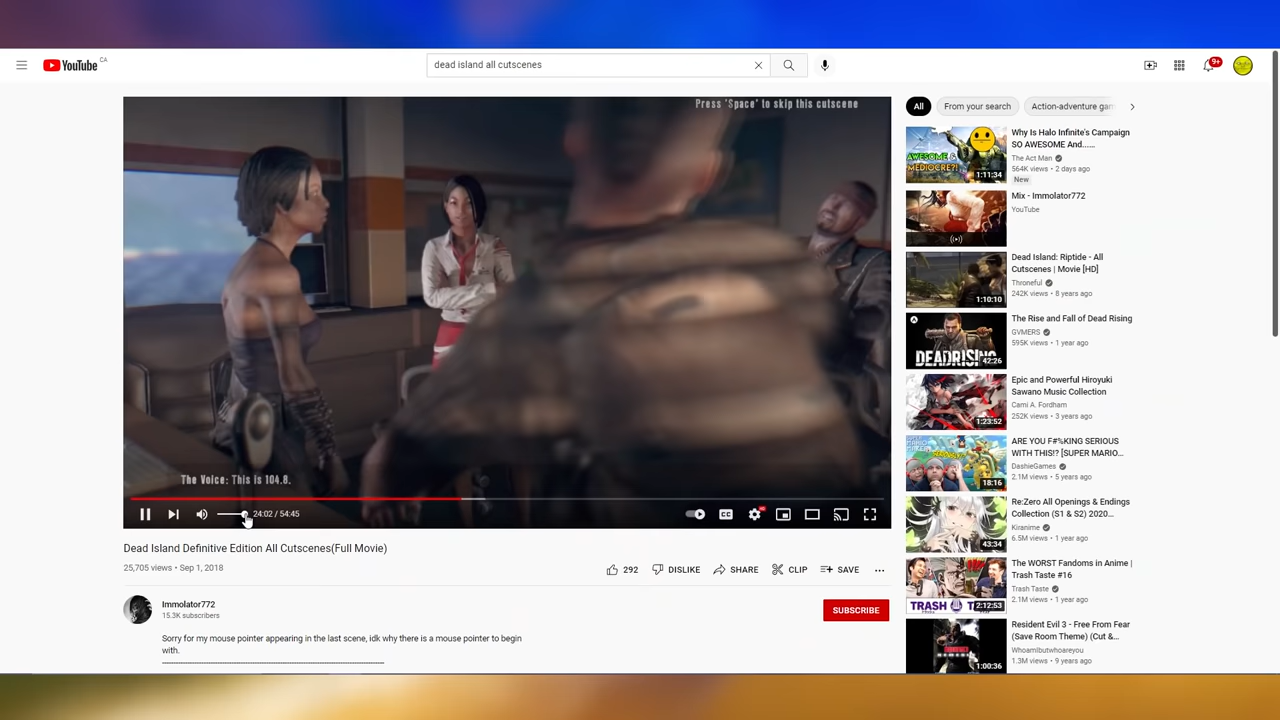 YouTube CA
dead island all cutscenes
9+
Press 'Space' to skip this cutscene
The Voice: This is 104.8.
24:02 / 54:45
CC
Dead Island Definitive Edition All Cutscenes(Full Movie)
25,705 views • Sep 1, 2018
292
DISLIKE
SHARE
CLIP
SAVE
Immolator772
15.3K subscribers
SUBSCRIBE
Sorry for my mouse pointer appearing in the last scene, idk why there is a mouse pointer to begin
with.
All
From your search
Action-adventure gam
AWESOME &
MEDIOCRE?!
1:11:34
Why Is Halo Infinite's Campaign
SO AWESOME And......
The Act Man
564K views • 2 days ago
New
Mix - Immolator772
YouTube
1:10:10
Dead Island: Riptide - All
Cutscenes | Movie [HD]
Throneful
242K views • 8 years ago
DEADRISING
42:26
The Rise and Fall of Dead Rising
GVMERS
595K views • 1 year ago
1:23:52
Epic and Powerful Hiroyuki
Sawano Music Collection
Cami A. Fordham
252K views • 3 years ago
18:16
ARE YOU F#%KING SERIOUS
WITH THIS!? [SUPER MARIO...
DashieGames
2.1M views • 5 years ago
43:34
Re:Zero All Openings & Endings
Collection (S1 & S2) 2020...
Kiranime
6.5M views • 1 year ago
TRASH
2:12:53
The WORST Fandoms in Anime |
Trash Taste #16
Trash Taste
2.1M views • 1 year ago
1:00:36
Resident Evil 3 - Free From Fear
(Save Room Theme) (Cut &...
WhoamIbutwhoareyou
1.3M views • 9 years ago